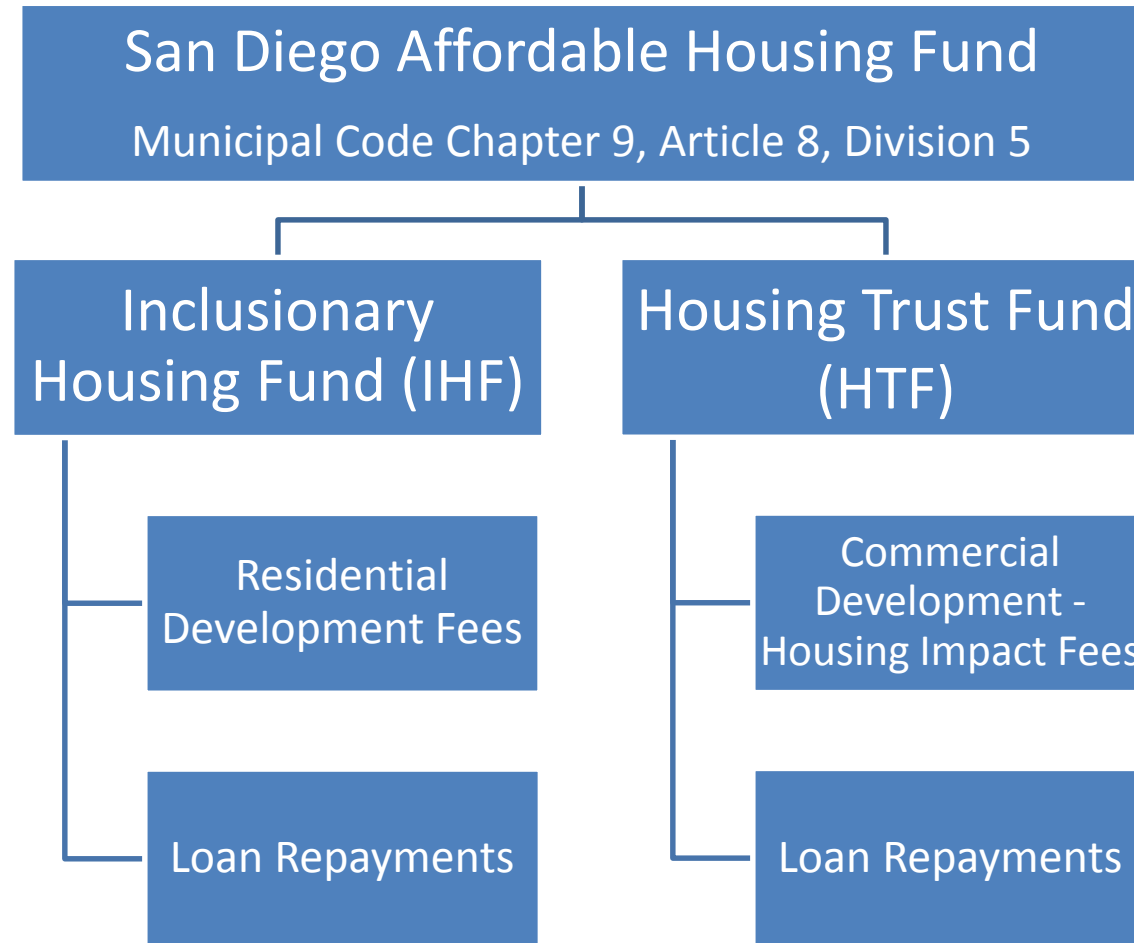 San Diego Affordable Housing Fund
Municipal Code Chapter 9, Article 8, Division 5
Inclusionary
Housing Fund (IHF)
Residential
Development Fees
Loan Repayments
Housing Trust Fund
(HTF)
Commercial
Development -
Housing Impact Fees
Loan Repayments